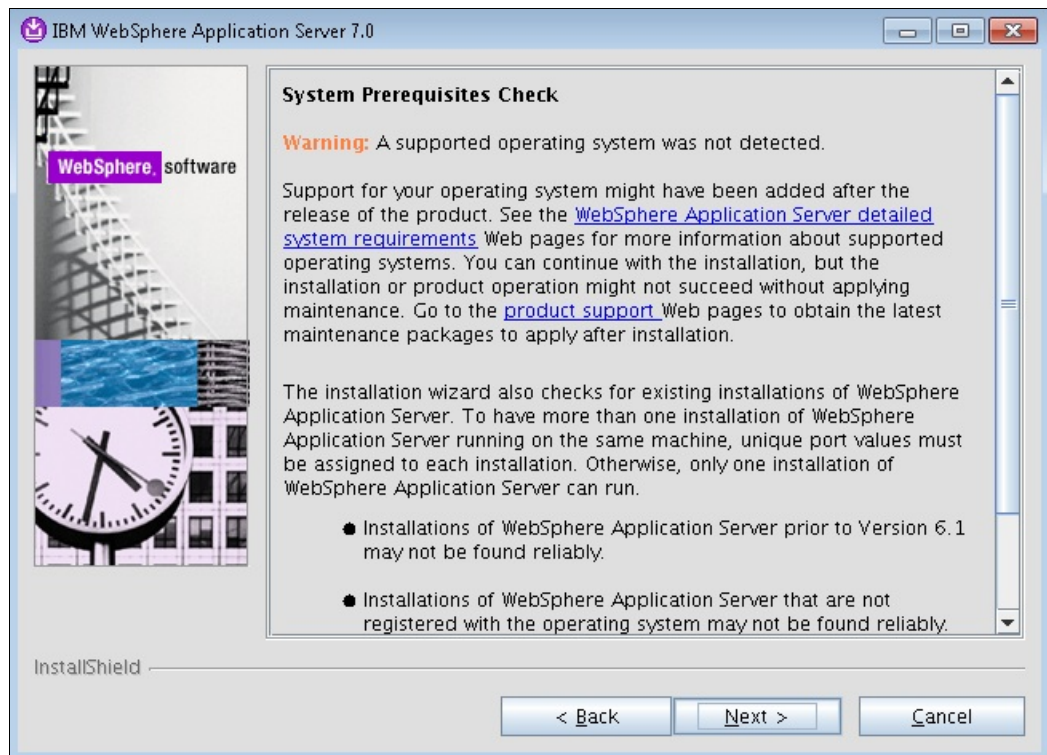 IBM WebSphere Application Server 7.0
WebSphere. software
System Prerequisites Check
Warning: A supported operating system was not detected.
Support for your operating system might have been added after the
release of the product. See the WebSphere Application Server detailed
system requirements Web pages for more information about supported
operating systems. You can continue with the installation, but the
installation or product operation might not succeed without applying
maintenance. Go to the product support Web pages to obtain the latest
maintenance packages to apply after installation.
The installation wizard also checks for existing installations of WebSphere
Application Server. To have more than one installation of WebSphere
Application Server running on the same machine, unique port values must
be assigned to each installation. Otherwise, only one installation of
WebSphere Application Server can run.
● Installations of WebSphere Application Server prior to Version 6.1
may not be found reliably.
● Installations of WebSphere Application Server that are not
registered with the operating system may not be found reliably.
InstallShield
< Back Next > Cancel